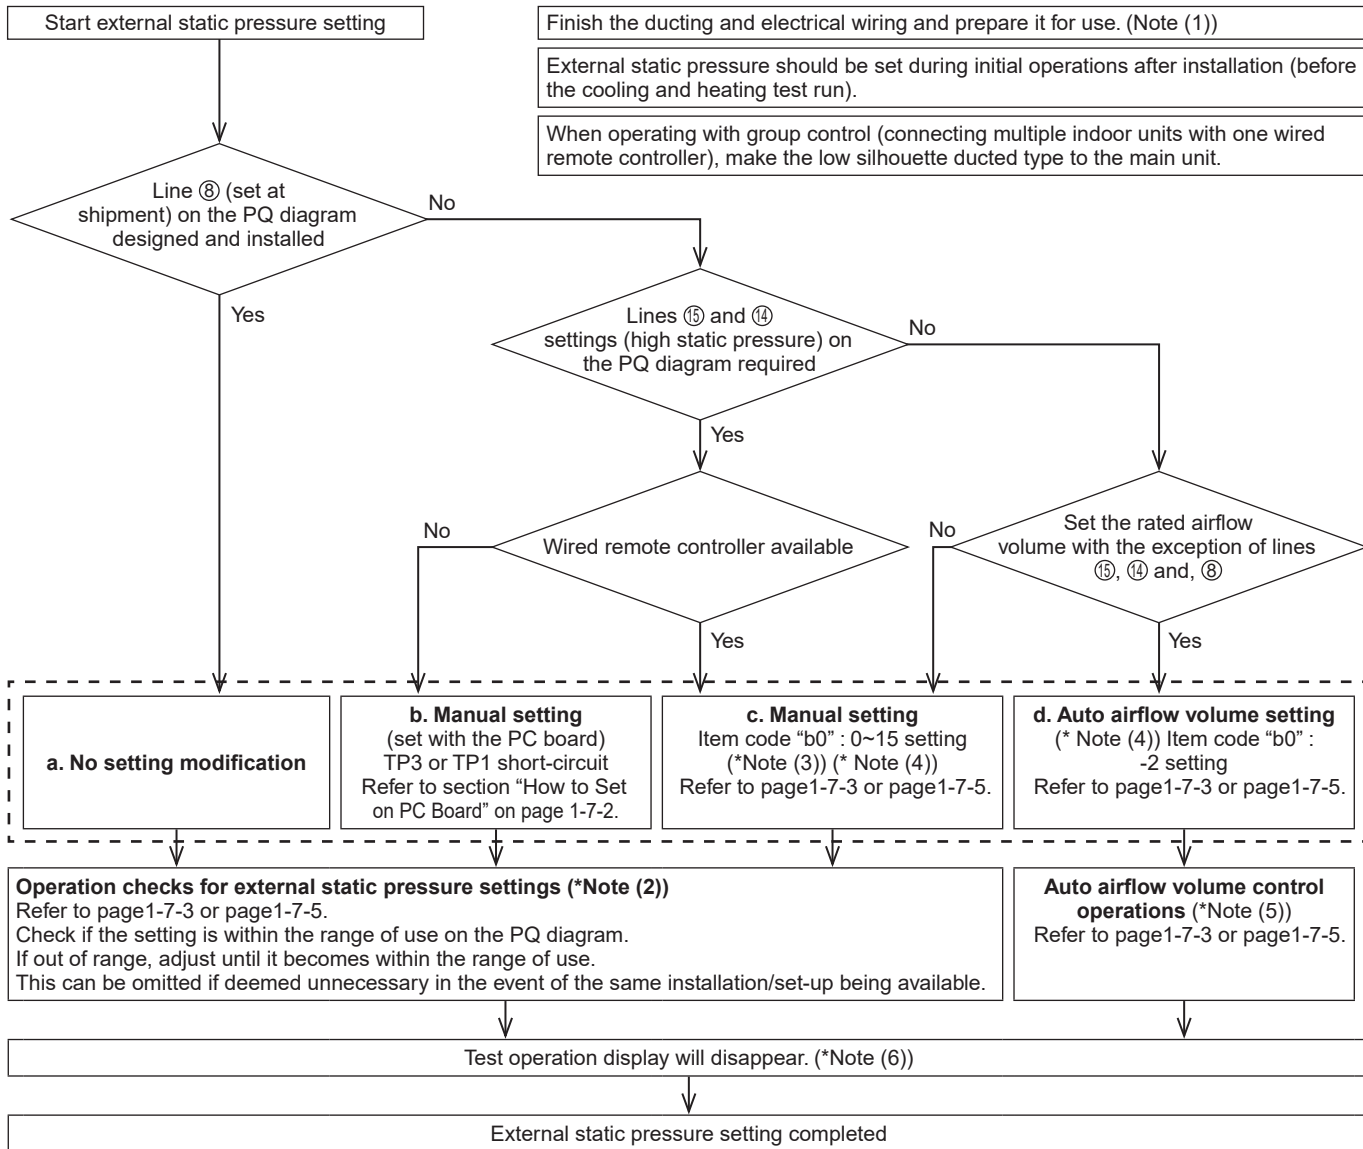 Start external static pressure setting
Finish the ducting and electrical wiring and prepare it for use. (Note (1))
External static pressure should be set during initial operations after installation (before
the cooling and heating test run).
When operating with group control (connecting multiple indoor units with one wired
remote controller), make the low silhouette ducted type to the main unit.
Line ⑧ (set at
shipment) on the PQ diagram
designed and installed
No
Yes
Lines ⑮ and ⑭
settings (high static pressure) on
the PQ diagram required
No
Yes
Wired remote controller available
No
Yes
Set the rated airflow
volume with the exception of lines
⑮, ⑭ and, ⑧
No
Yes
a. No setting modification
b. Manual setting
(set with the PC board)
TP3 or TP1 short-circuit
Refer to section “How to Set
on PC Board” on page 1-7-2.
c. Manual setting
Item code “b0” : 0~15 setting
(*Note (3)) (* Note (4))
Refer to page1-7-3 or page1-7-5.
d. Auto airflow volume setting
(* Note (4)) Item code “b0” :
-2 setting
Refer to page1-7-3 or page1-7-5.
Operation checks for external static pressure settings (*Note (2))
Refer to page1-7-3 or page1-7-5.
Check if the setting is within the range of use on the PQ diagram.
If out of range, adjust until it becomes within the range of use.
This can be omitted if deemed unnecessary in the event of the same installation/set-up being available.
Auto airflow volume control
operations (*Note (5))
Refer to page1-7-3 or page1-7-5.
Test operation display will disappear. (*Note (6))
External static pressure setting completed